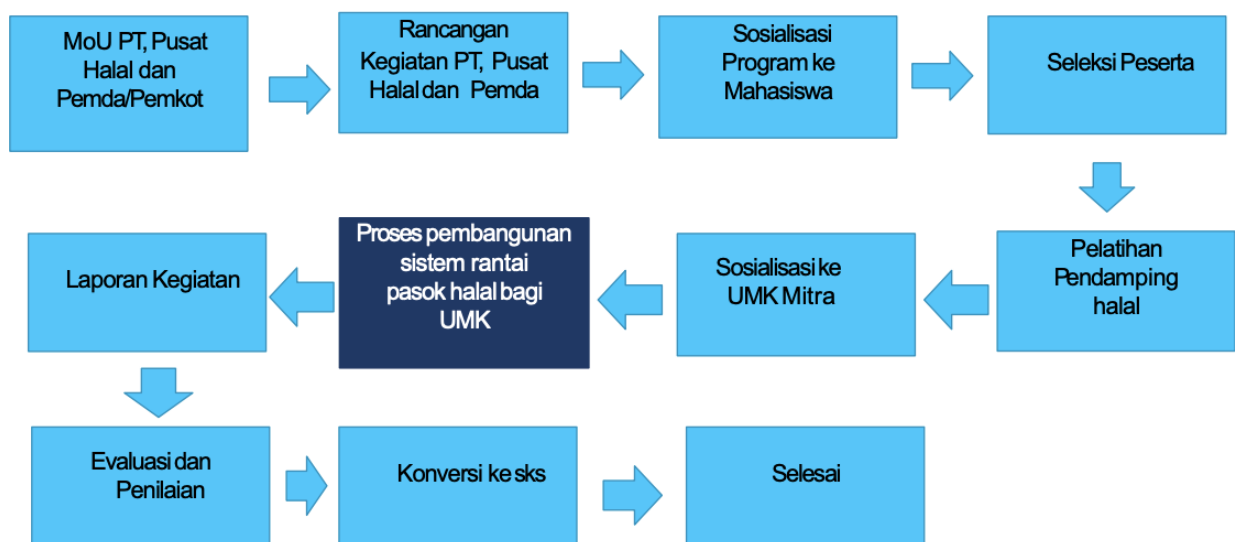 MoU PT, Pusat
Halal dan
Pemda/Pemkot
Rancangan
Kegiatan PT, Pusat
Halal dan Pemda
Sosialisasi
Program ke
Mahasiswa
Seleksi Peserta
Pelatihan
Pendamping
halal
Sosialisasi ke
UMK Mitra
Proses pembangunan
sistem rantai
pasok halal bagi
UMK
Laporan Kegiatan
Evaluasi dan
Penilaian
Konversi ke sks
Selesai